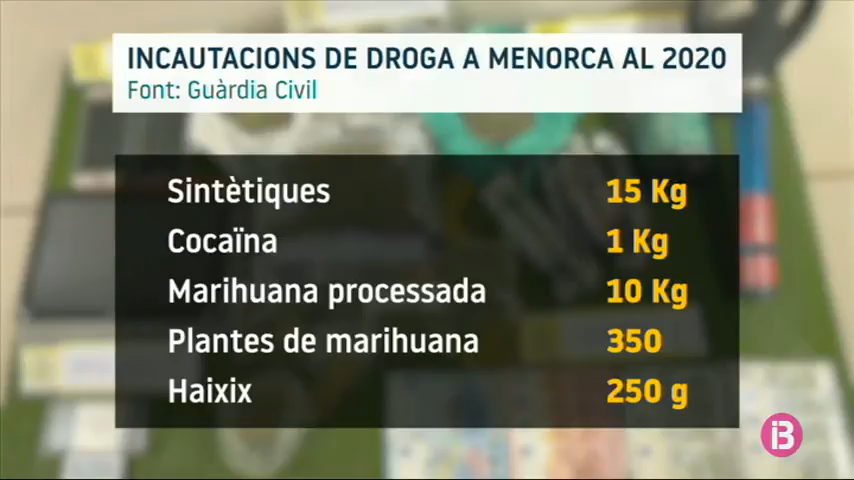 INCAUTACIONS DE DROGA A MENORCA AL 2020
Font: Guàrdia Civil
Sintètiques 15 Kg
Cocaïna 1 Kg
Marihuana processada 10 Kg
Plantes de marihuana 350
Haixix 250 g
iB